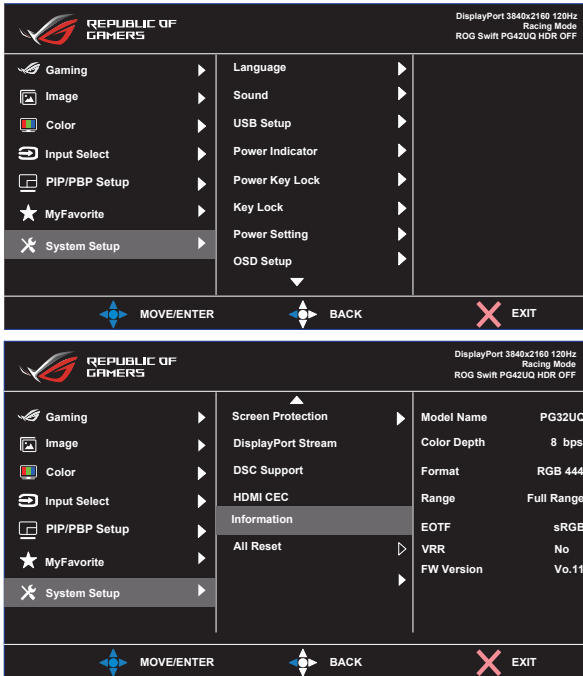 REPUBLIC OF
GAMERS
DisplayPort 3840x2160 120Hz
Racing Mode
ROG Swift PG42UQ HDR OFF
Gaming
Image
Color
Input Select
PIP/PBP Setup
MyFavorite
System Setup
Language
Sound
USB Setup
Power Indicator
Power Key Lock
Key Lock
Power Setting
OSD Setup
MOVE/ENTER
BACK
EXIT
REPUBLIC OF
GAMERS
DisplayPort 3840x2160 120Hz
Racing Mode
ROG Swift PG42UQ HDR OFF
Gaming
Image
Color
Input Select
PIP/PBP Setup
MyFavorite
System Setup
Screen Protection
DisplayPort Stream
DSC Support
HDMI CEC
Information
All Reset
Model Name PG32UQ
Color Depth 8 bps
Format RGB 444
Range Full Range
EOTF sRGB
VRR No
FW Version Vo.11
MOVE/ENTER
BACK
EXIT